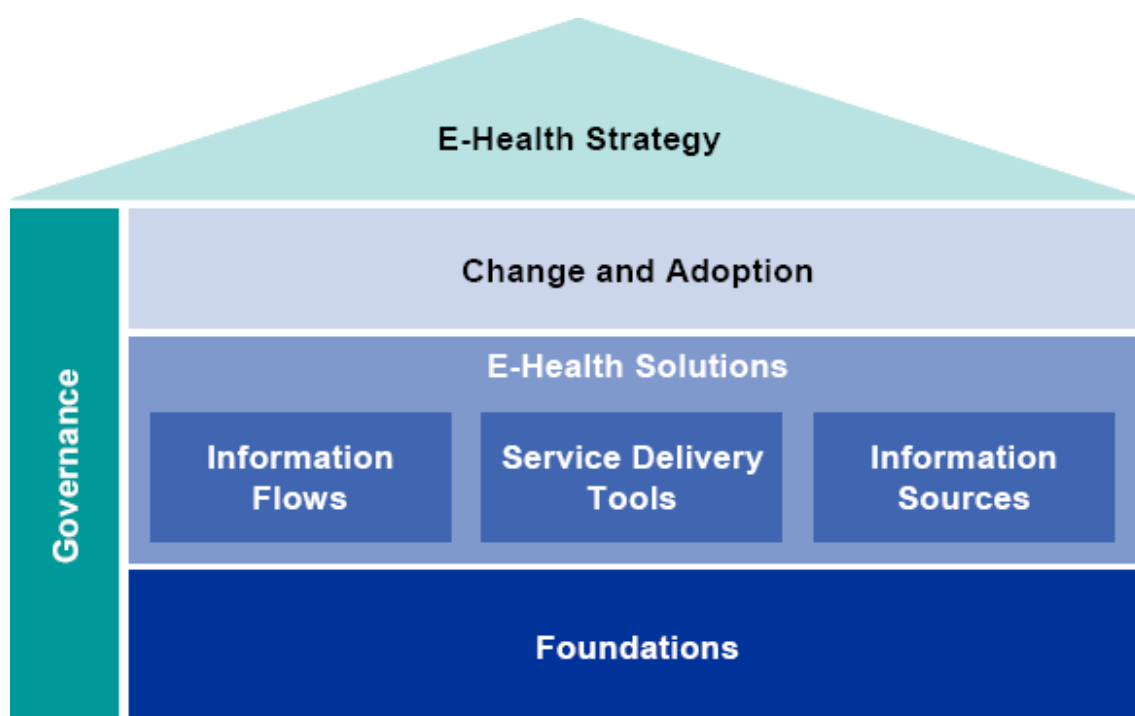 E-Health Strategy
Change and Adoption
Governance
E-Health Solutions
Information
Flows
Service Delivery
Tools
Information
Sources
Foundations